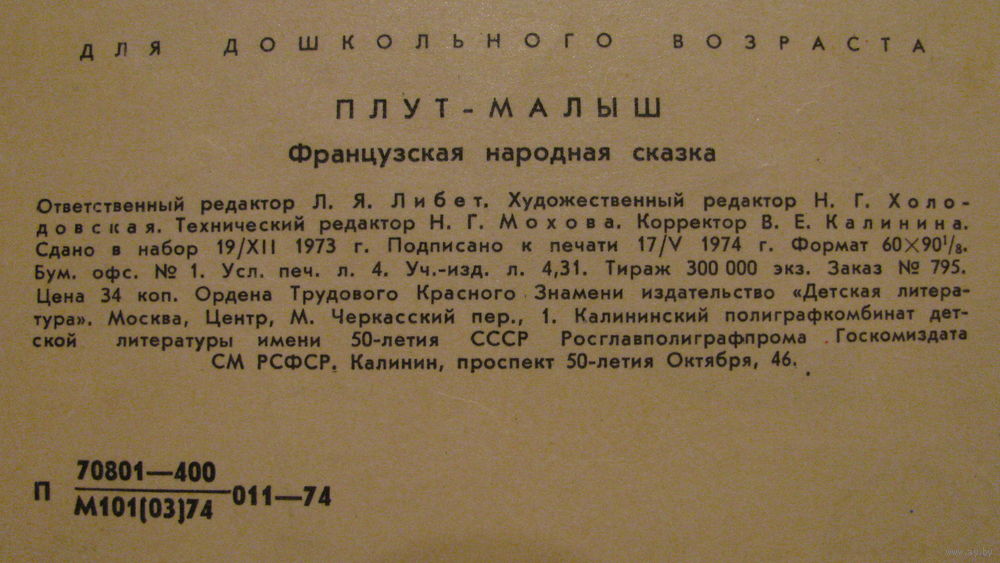 ДЛЯ ДОШКОЛЬНОГО ВОЗРАСТА
ПЛУТ-МАЛЫШ
Французская народная сказка
Ответственный редактор Л. Я. Либет. Художественный редактор Н. Г. Холо-
довская. Технический редактор Н. Г. Мохова. Корректор В. Е. Калинина.
Сдано в набор 19/XII 1973 г. Подписано к печати 17/V 1974 г. Формат 60×90¹/₈.
Бум. офс. № 1. Усл. печ. л. 4. Уч.-изд. л. 4,31. Тираж 300 000 экз. Заказ № 795.
Цена 34 коп. Ордена Трудового Красного Знамени издательство «Детская литера-
тура». Москва, Центр, М. Черкасский пер., 1. Калининский полиграфкомбинат дет-
ской литературы имени 50-летия СССР Росглавполиграфпрома Госкомиздата
СМ РСФСР. Калинин, проспект 50-летия Октября, 46.
70801—400
П 011—74
М101(03)74
www.ay.by